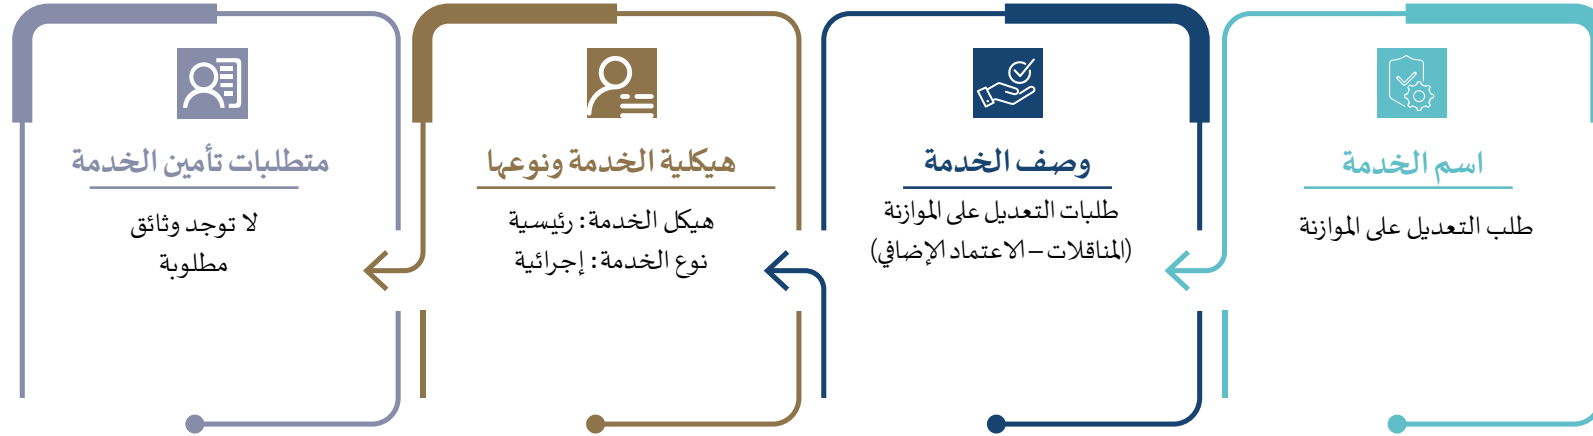 اسم الخدمة
طلب التعديل على الموازنة
وصف الخدمة
طلبات التعديل على الموازنة
(المناقلات – الاعتماد الإضافي)
هيكلية الخدمة ونوعها
هيكل الخدمة: رئيسية
نوع الخدمة: إجرائية
متطلبات تأمين الخدمة
لا توجد وثائق
مطلوبة